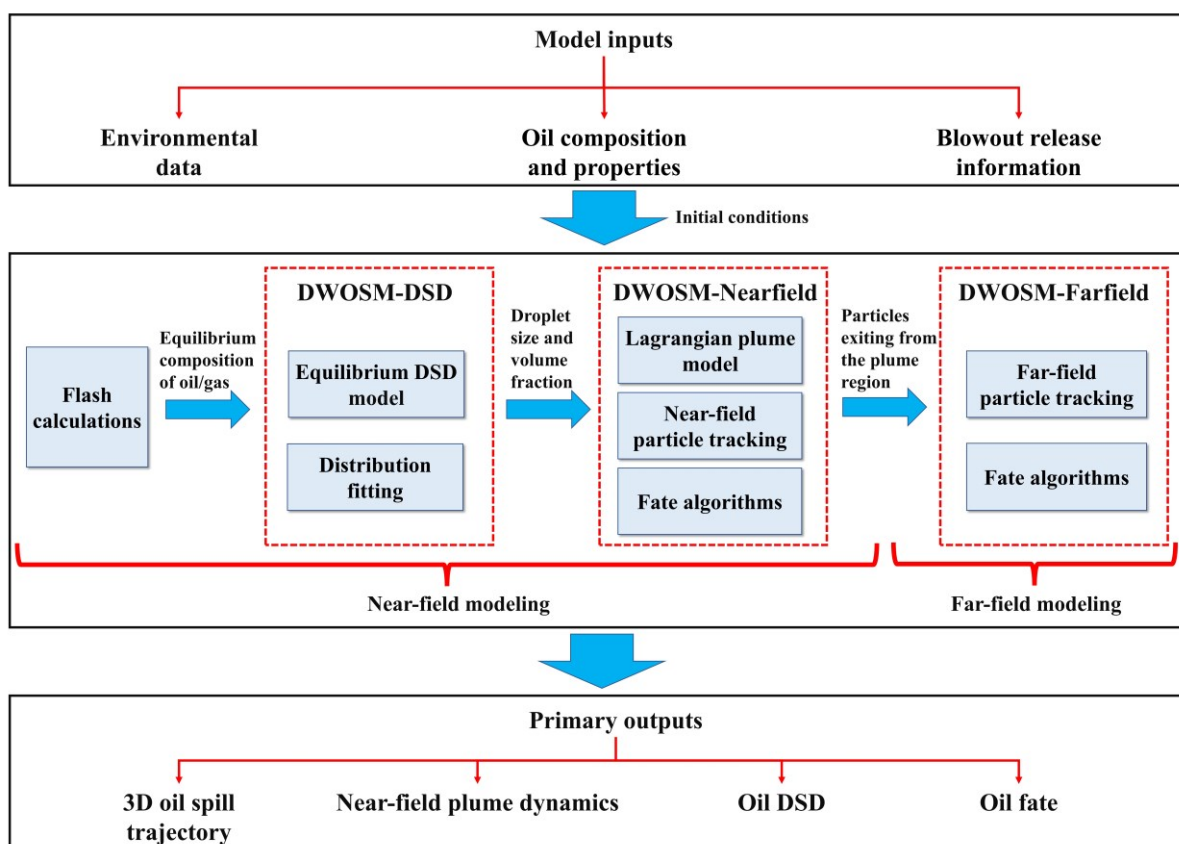 Model inputs
Environmental
data
Oil composition
and properties
Blowout release
information
Initial conditions
Flash
calculations
Equilibrium
composition
of oil/gas
DWOSM-DSD
Equilibrium DSD
model
Distribution
fitting
Droplet
size and
volume
fraction
DWOSM-Nearfield
Lagrangian plume
model
Near-field
particle tracking
Fate algorithms
Particles
exiting from
the plume
region
DWOSM-Farfield
Far-field
particle tracking
Fate algorithms
Near-field modeling
Far-field modeling
Primary outputs
3D oil spill
trajectory
Near-field plume dynamics
Oil DSD
Oil fate